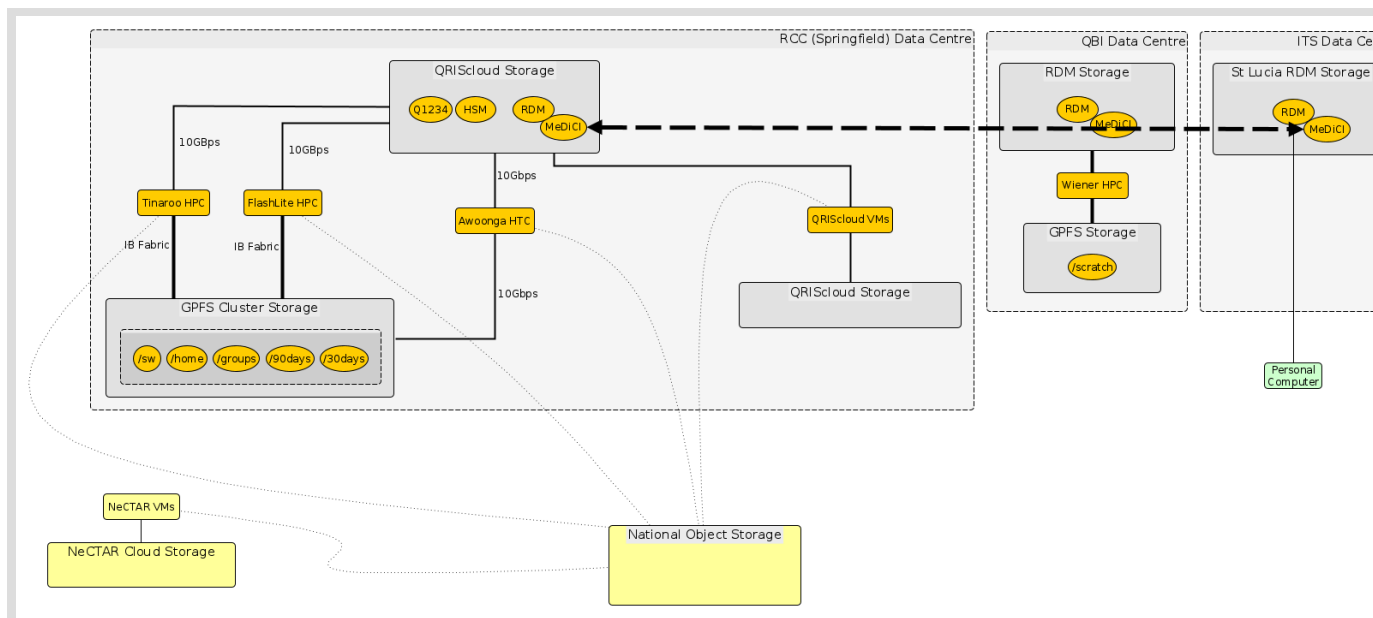 RCC (Springfield) Data Centre
QBI Data Centre
ITS Data Ce
QRIScloud Storage
Q1234
HSM
RDM
MeDiCI
RDM Storage
RDM
MeDiCI
St Lucia RDM Storage
RDM
MeDiCI
10GBps
10GBps
10Gbps
Tinaroo HPC
FlashLite HPC
Awoonga HTC
QRIScloud VMs
Wiener HPC
IB Fabric
IB Fabric
10Gbps
GPFS Storage
/scratch
QRIScloud Storage
GPFS Cluster Storage
/sw
/home
/groups
/90days
/30days
Personal
Computer
NeCTAR VMs
NeCTAR Cloud Storage
National Object Storage